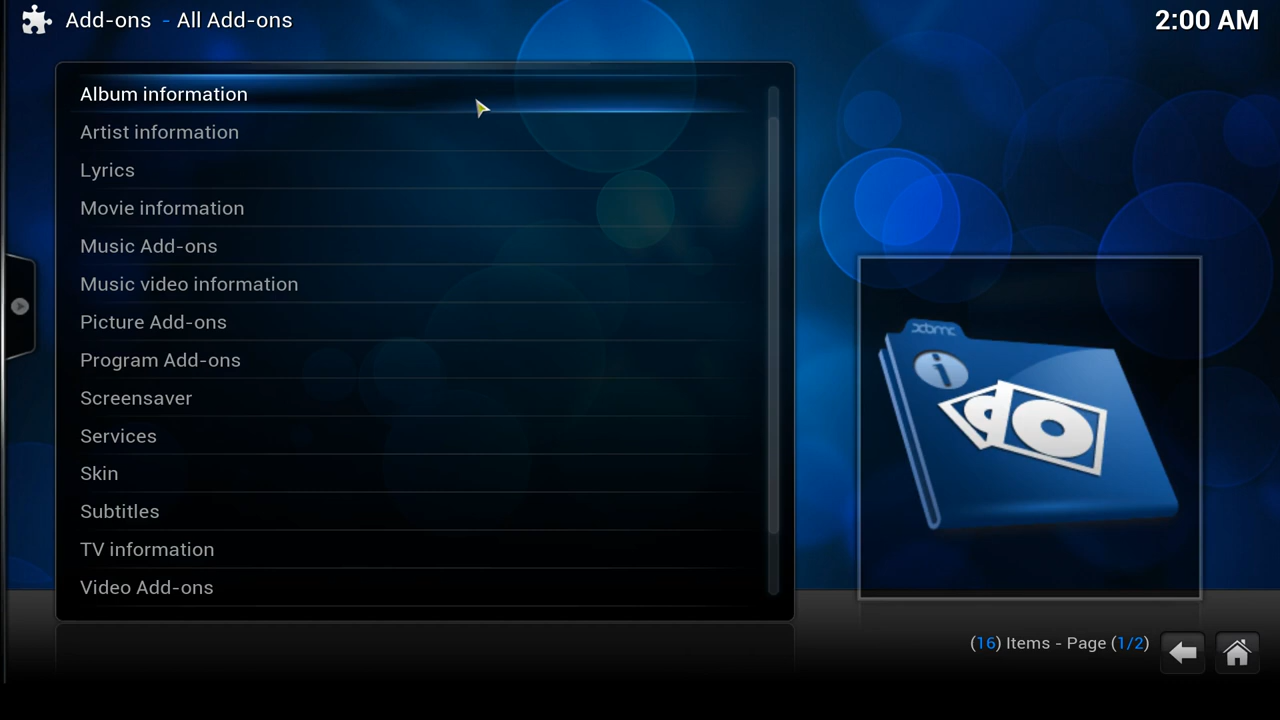 Add-ons - All Add-ons
2:00 AM
Album information
Artist information
Lyrics
Movie information
Music Add-ons
Music video information
Picture Add-ons
Program Add-ons
Screensaver
Services
Skin
Subtitles
TV information
Video Add-ons
xbmc
i
(16) Items - Page (1/2)